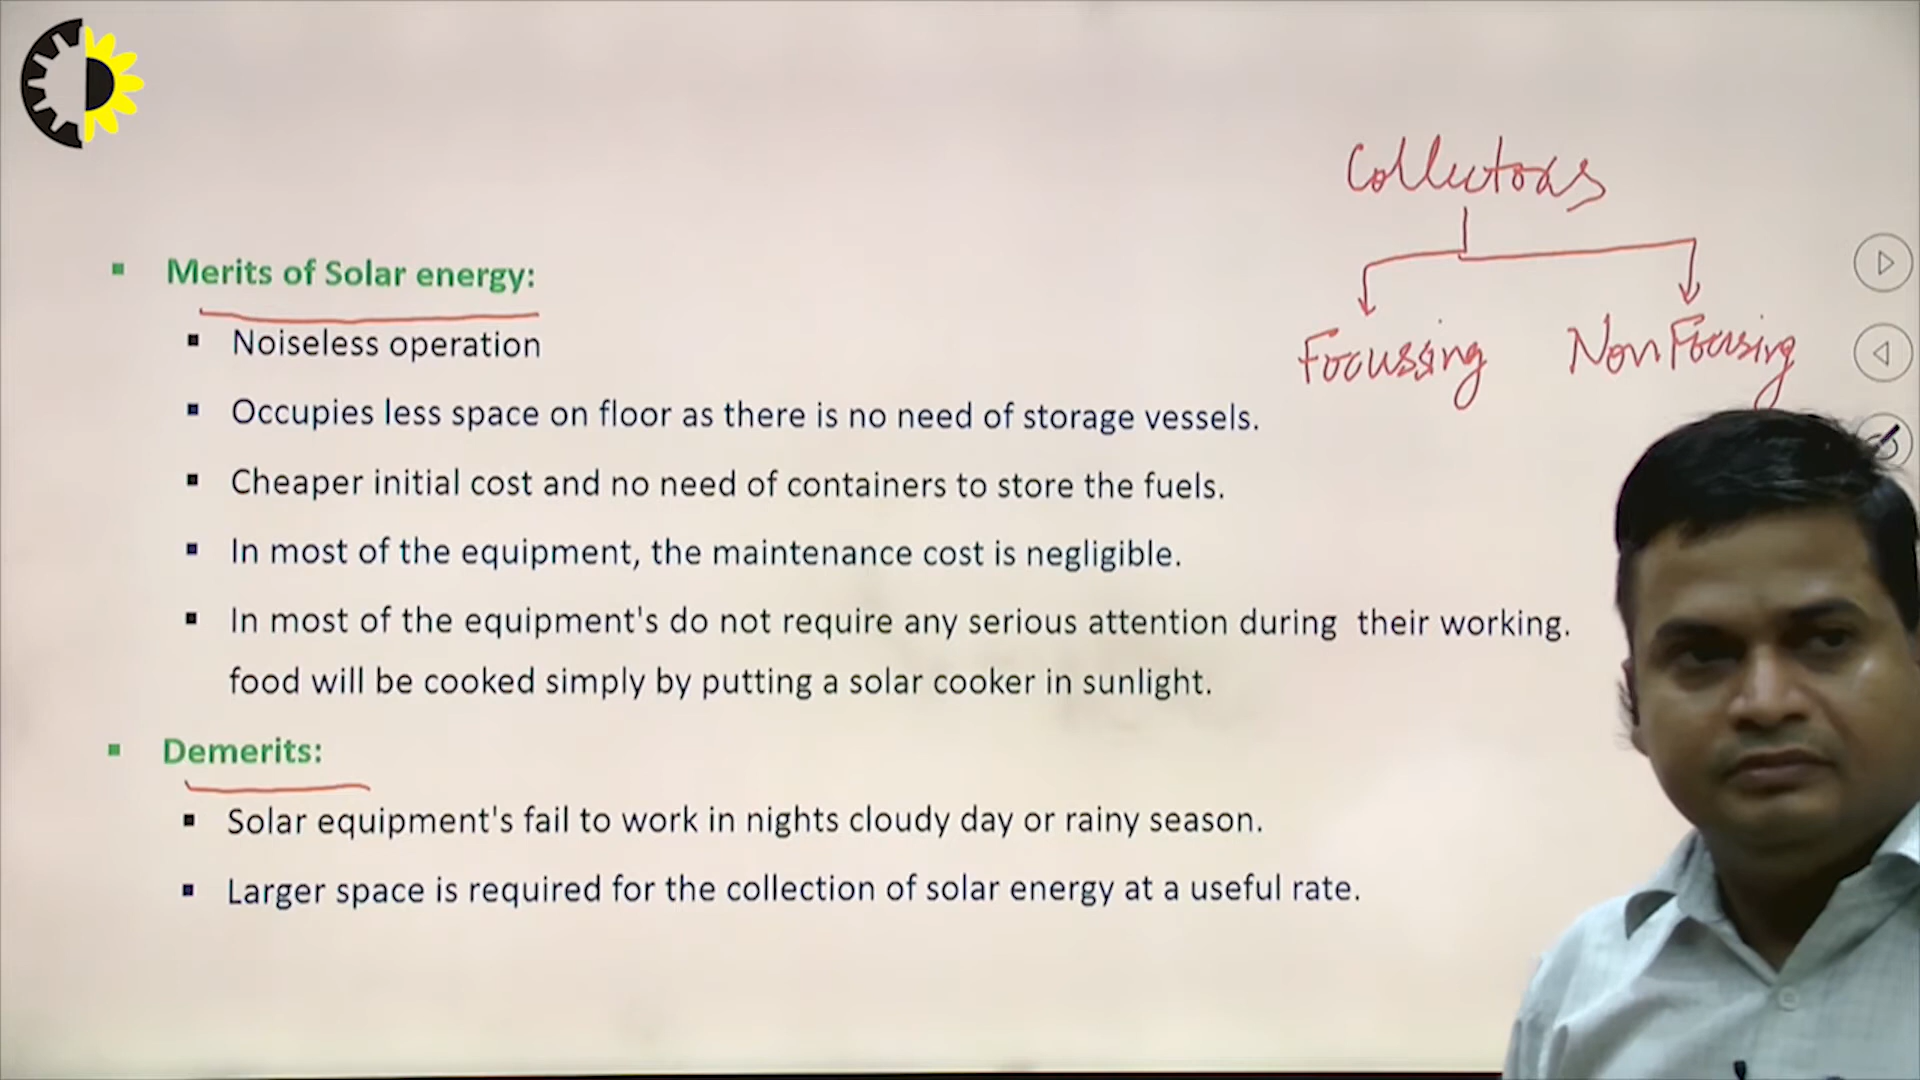 Collectors
Focussing Non Focusing
Merits of Solar energy:
Noiseless operation
Occupies less space on floor as there is no need of storage vessels.
Cheaper initial cost and no need of containers to store the fuels.
In most of the equipment, the maintenance cost is negligible.
In most of the equipment's do not require any serious attention during their working.
food will be cooked simply by putting a solar cooker in sunlight.
Demerits:
Solar equipment's fail to work in nights cloudy day or rainy season.
Larger space is required for the collection of solar energy at a useful rate.